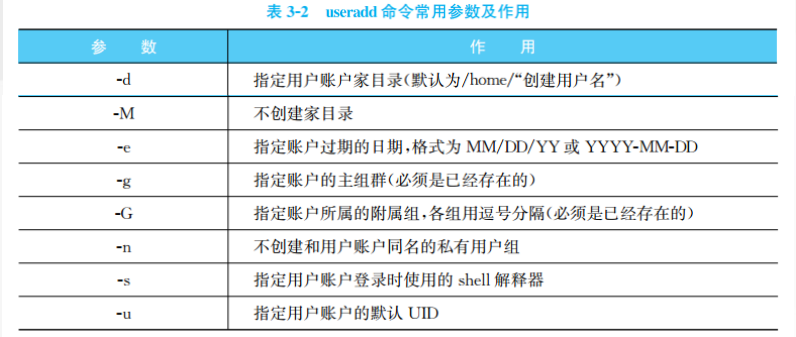 表 3-2 useradd 命令常用参数及作用
参 数 作 用
-d 指定用户账户家目录(默认为/home/“创建用户名”)
-M 不创建家目录
-e 指定账户过期的日期,格式为 MM/DD/YY 或 YYYY-MM-DD
-g 指定账户的主组群(必须是已经存在的)
-G 指定账户所属的附属组,各组用逗号分隔(必须是已经存在的)
-n 不创建和用户账户同名的私有用户组
-s 指定用户账户登录时使用的 shell 解释器
-u 指定用户账户的默认 UID